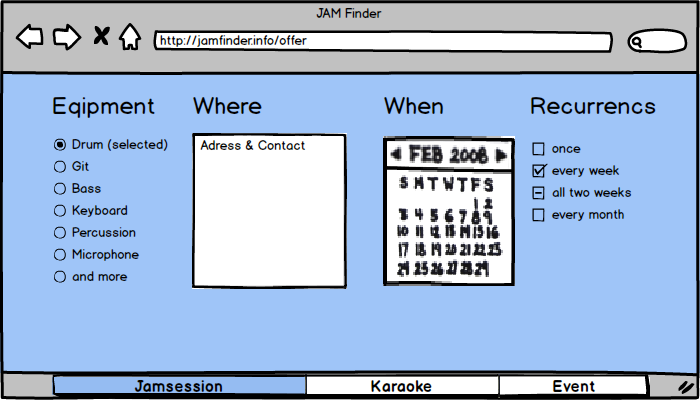 JAM Finder
http://jamfinder.info/offer
Eqipment
Drum (selected)
Git
Bass
Keyboard
Percussion
Microphone
and more
Where
Adress & Contact
When
FEB 2008
S M T W T F S
1 2
3 4 5 6 7 8 9
10 11 12 13 14 15 16
17 18 19 20 21 22 23
24 25 26 27 28 29
Recurrencs
once
every week
all two weeks
every month
Jamsession
Karaoke
Event